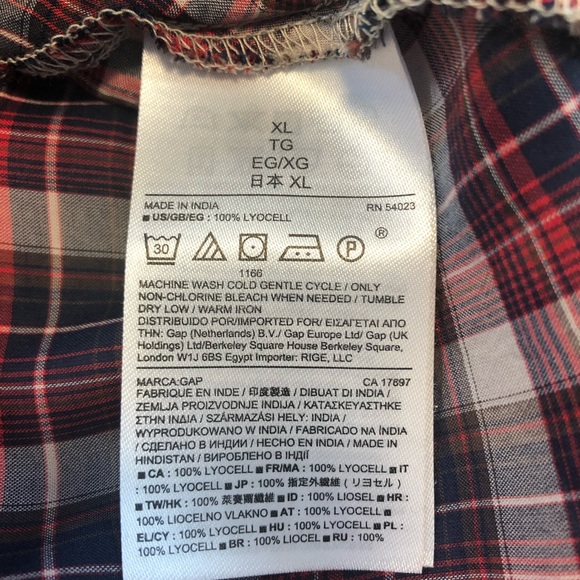 XL
TG
EG/XG
日本 XL
MADE IN INDIA RN 54023
■ US/GB/EG : 100% LYOCELL
30 P ®
1166
MACHINE WASH COLD GENTLE CYCLE / ONLY
NON-CHLORINE BLEACH WHEN NEEDED / TUMBLE
DRY LOW / WARM IRON
DISTRIBUIDO POR/IMPORTED FOR/ ΕΙΣΑΓΕΤΑΙ ΑΠΟ
ΤΗΝ: Gap (Netherlands) B.V./ Gap Europe Ltd/ Gap (UK
Holdings) Ltd/Berkeley Square House Berkeley Square,
London W1J 6BS Egypt Importer: RIGE, LLC
MARCA:GAP CA 17897
FABRIQUE EN INDE / 印度製造 / DIBUAT DI INDIA /
ZEMLJA PROIZVODNJE INDIJA / ΚΑΤΑΣΚΕΥΑΣΤΗΚΕ
ΣΤΗΝ ΙΝΔΙΑ / SZÁRMAZÁSI HELY: INDIA /
WYPRODUKOWANO W INDIA / FABRICADO NA ÍNDIA
/ СДЕЛАНО В ИНДИИ / HECHO EN INDIA / MADE IN
HINDISTAN / ВИРОБЛЕНО В ІНДІЇ
■ CA : 100% LYOCELL ■ FR/MA : 100% LYOCELL ■ IT
: 100% LYOCELL ■ JP : 100% 指定外繊維 ( リヨセル )
■ TW/HK : 100% 萊賽爾纖維 ■ ID : 100% LIOSEL ■ HR :
100% LIOCELNO VLAKNO ■ AT : 100% LYOCELL ■
EL/CY : 100% LYOCELL ■ HU : 100% LYOCELL ■ PL :
100% LYOCELL ■ BR : 100% LIOCEL ■ RU : 100%